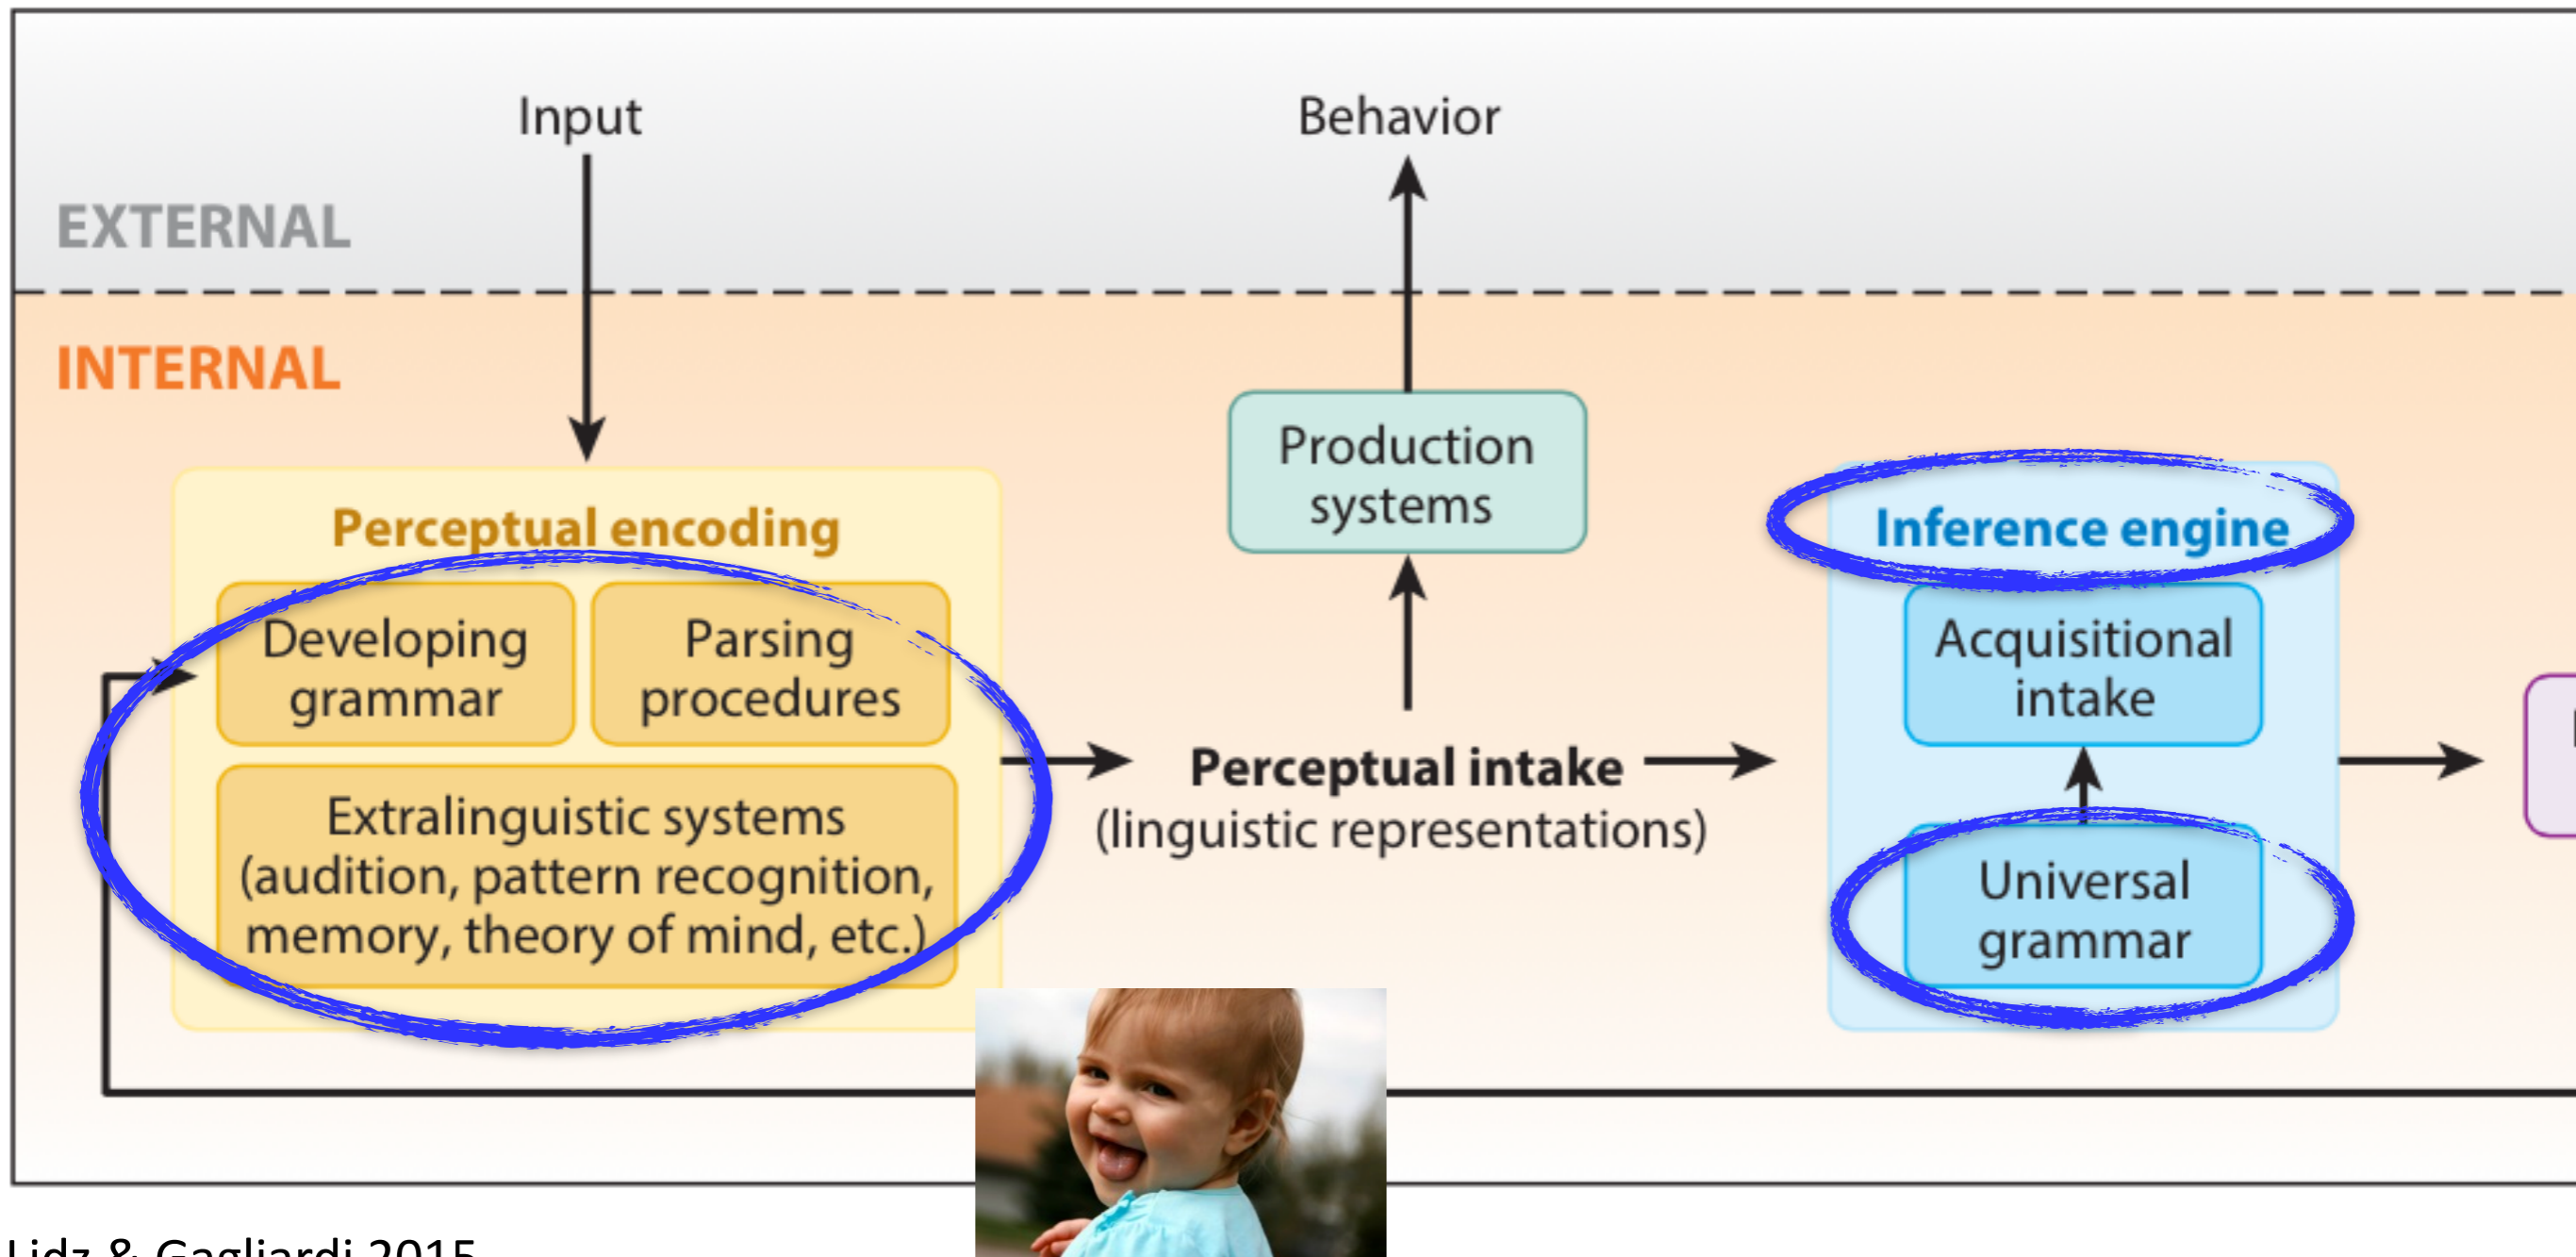 Input
Behavior
EXTERNAL
INTERNAL
Production
systems
Perceptual encoding
Inference engine
Developing
grammar
Parsing
procedures
Acquisitional
intake
Perceptual intake
(linguistic representations)
Extralinguistic systems
(audition, pattern recognition,
memory, theory of mind, etc.)
Universal
grammar
Lidz & Gagliardi 2015